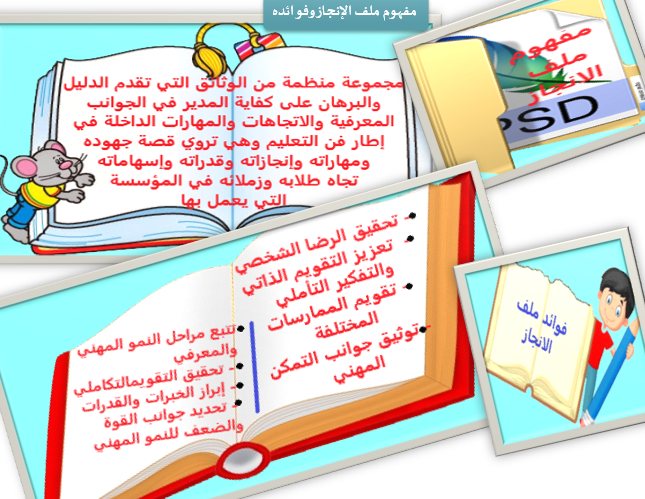 مفهوم ملف الإنجازوفوائده
مفهوم
ملف
الانجاز
PSD
مجموعة منظمة من الوثائق التي تقدم الدليل
والبرهان على كفاية المدير في الجوانب
المعرفية والاتجاهات والمهارات الداخلة في
إطار فن التعليم وهي تروي قصة جهوده
ومهاراته وإنجازاته وقدراته وإسهاماته
تجاه طلابه وزملائه في المؤسسة
التي يعمل بها
فوائد ملف
الانجاز
- تحقيق الرضا الشخصي
- تعزيز التقويم الذاتي
والتفكير التأملي
- تقويم الممارسات
المختلفة
-توثيق جوانب التمكن
المهني
-تتبع مراحل النمو المهني
والمعرفي
- تحقيق التقويمالتكاملي
- إبراز الخبرات والقدرات
- تحديد جوانب القوة
والضعف للنمو المهني